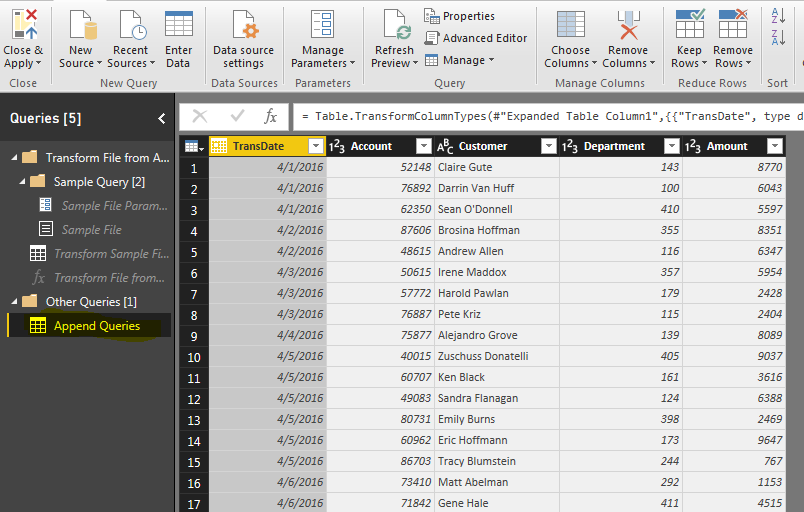 Close & Apply
New Source
Recent Sources
Enter Data
Data source settings
Manage Parameters
Refresh Preview
Properties
Advanced Editor
Manage
Choose Columns
Remove Columns
Keep Rows
Remove Rows
Close
New Query
Data Sources
Parameters
Query
Manage Columns
Reduce Rows
Sort
Queries [5]
fx = Table.TransformColumnTypes(#"Expanded Table Column1",{{"TransDate", type d
Transform File from A...
Sample Query [2]
Sample File Param...
Sample File
Transform Sample Fi...
fx Transform File from...
Other Queries [1]
Append Queries
TransDate 123 Account ABC Customer 123 Department 123 Amount
1 4/1/2016 52148 Claire Gute 143 8770
2 4/1/2016 76892 Darrin Van Huff 100 6043
3 4/1/2016 62350 Sean O'Donnell 410 5597
4 4/2/2016 87606 Brosina Hoffman 355 8351
5 4/2/2016 48615 Andrew Allen 116 6347
6 4/3/2016 50615 Irene Maddox 357 5954
7 4/3/2016 57772 Harold Pawlan 179 2428
8 4/3/2016 76887 Pete Kriz 115 2404
9 4/4/2016 75877 Alejandro Grove 139 8089
10 4/5/2016 40015 Zuschuss Donatelli 405 9037
11 4/5/2016 60707 Ken Black 161 3616
12 4/5/2016 49083 Sandra Flanagan 124 6388
13 4/5/2016 80731 Emily Burns 398 2469
14 4/5/2016 60962 Eric Hoffmann 173 9647
15 4/5/2016 86703 Tracy Blumstein 244 767
16 4/6/2016 73410 Matt Abelman 292 1153
17 4/6/2016 71842 Gene Hale 411 4515